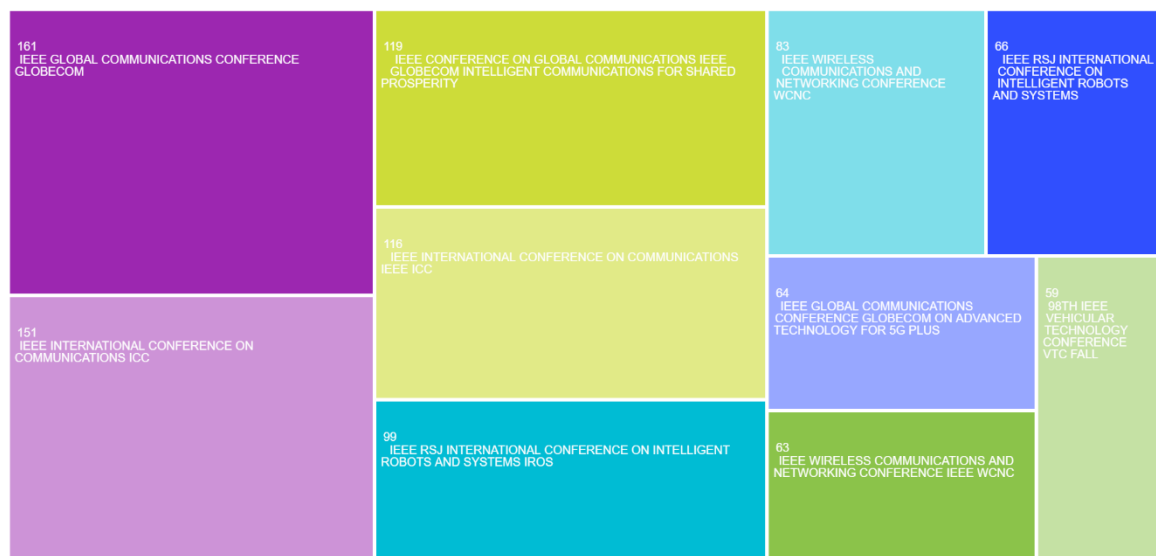 161
IEEE GLOBAL COMMUNICATIONS CONFERENCE
GLOBECOM
151
IEEE INTERNATIONAL CONFERENCE ON
COMMUNICATIONS ICC
119
IEEE CONFERENCE ON GLOBAL COMMUNICATIONS IEEE
GLOBECOM INTELLIGENT COMMUNICATIONS FOR SHARED
PROSPERITY
116
IEEE INTERNATIONAL CONFERENCE ON COMMUNICATIONS
IEEE ICC
99
IEEE RSJ INTERNATIONAL CONFERENCE ON INTELLIGENT
ROBOTS AND SYSTEMS IROS
83
IEEE WIRELESS
COMMUNICATIONS AND
NETWORKING CONFERENCE
WCNC
66
IEEE RSJ INTERNATIONAL
CONFERENCE ON
INTELLIGENT ROBOTS
AND SYSTEMS
64
IEEE GLOBAL COMMUNICATIONS
CONFERENCE GLOBECOM ON ADVANCED
TECHNOLOGY FOR 5G PLUS
63
IEEE WIRELESS COMMUNICATIONS AND
NETWORKING CONFERENCE IEEE WCNC
59
98TH IEEE
VEHICULAR
TECHNOLOGY
CONFERENCE
VTC FALL